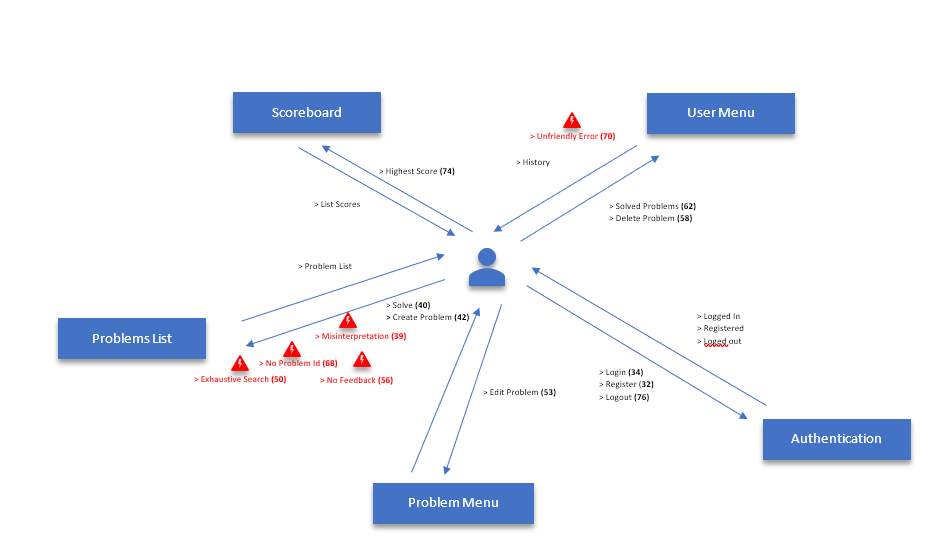 Scoreboard
User Menu
> Unfriendly Error (70)
> History
> Highest Score (74)
> List Scores
> Solved Problems (62)
> Delete Problem (58)
> Problem List
> Solve (40)
> Create Problem (42)
> Logged In
> Registered
> Loged out
Problems List
> Misinterpretation (39)
> No Problem Id (68)
> Exhaustive Search (50)
> No Feedback (56)
> Login (34)
> Register (32)
> Logout (76)
> Edit Problem (53)
Authentication
Problem Menu